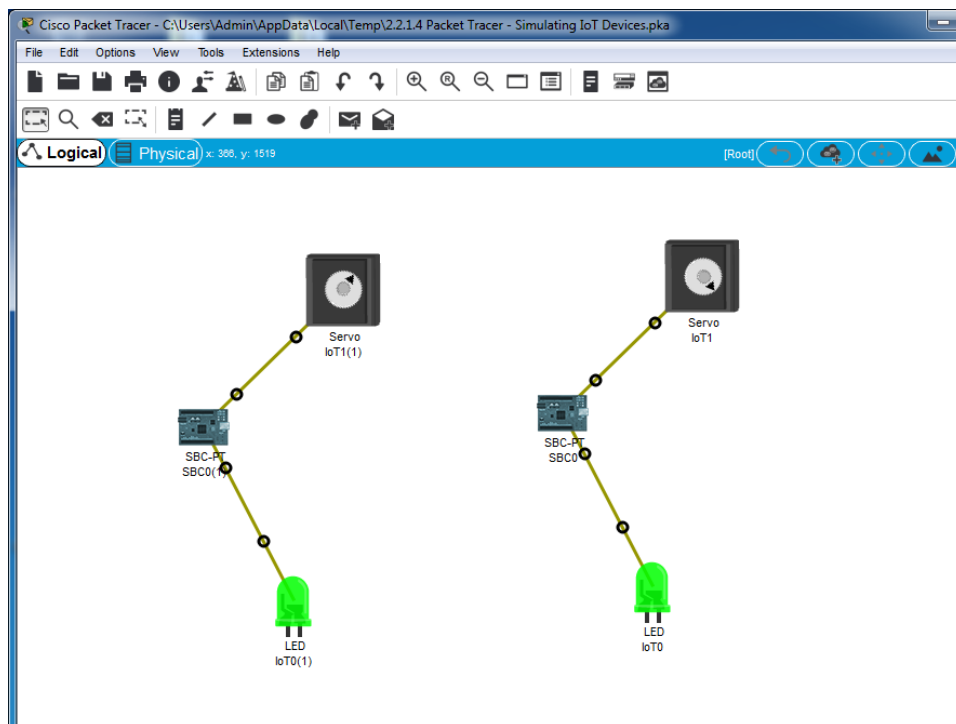 Cisco Packet Tracer - C:\Users\Admin\AppData\Local\Temp\2.2.1.4 Packet Tracer - Simulating IoT Devices.pka
File Edit Options View Tools Extensions Help
Logical Physical x: 366, y: 1519 [Root]
Servo
IoT1(1)
Servo
IoT1
SBC-PT
SBC0(1)
SBC-PT
SBC0
LED
IoT0(1)
LED
IoT0